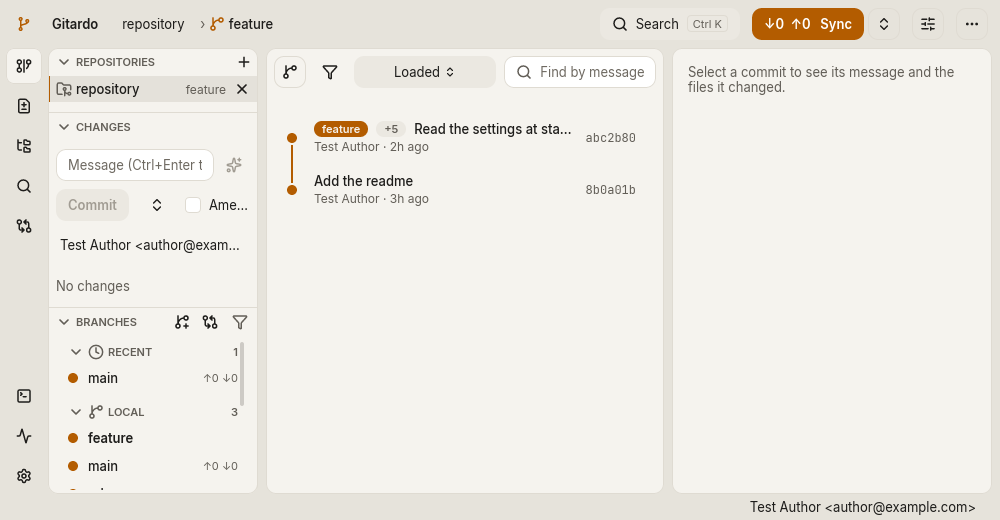 Gitardo
repository
feature
Search Ctrl K
↓0 ↑0 Sync
REPOSITORIES
repository feature
CHANGES
Message (Ctrl+Enter t
Commit
Ame...
Test Author <author@exam...
No changes
BRANCHES
RECENT 1
main ↑0 ↓0
LOCAL 3
feature
main ↑0 ↓0
Loaded
Find by message
feature +5 Read the settings at sta... abc2b80
Test Author · 2h ago
Add the readme 8b0a01b
Test Author · 3h ago
Select a commit to see its message and the
files it changed.
Test Author <author@example.com>